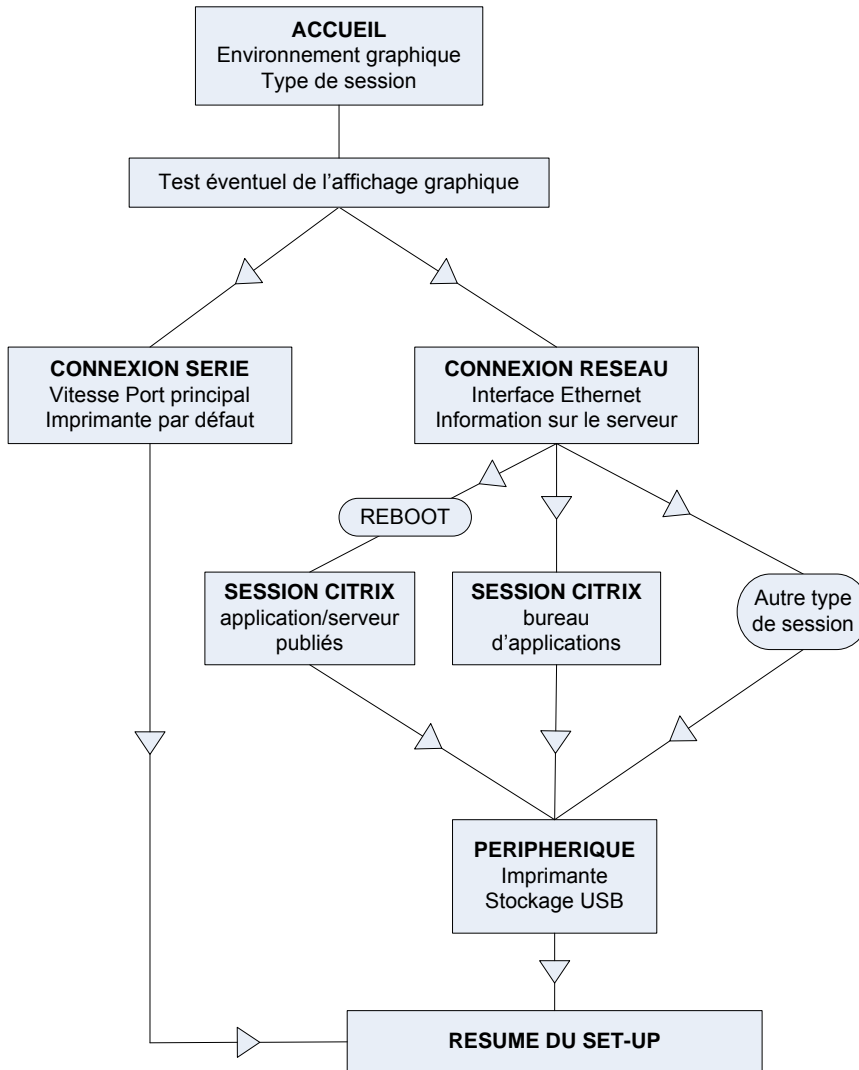 ACCUEIL
Environnement graphique
Type de session
Test éventuel de l'affichage graphique
CONNEXION SERIE
Vitesse Port principal
Imprimante par défaut
CONNEXION RESEAU
Interface Ethernet
Information sur le serveur
REBOOT
SESSION CITRIX
application/serveur
publiés
SESSION CITRIX
bureau
d'applications
Autre type
de session
PERIPHERIQUE
Imprimante
Stockage USB
RESUME DU SET-UP